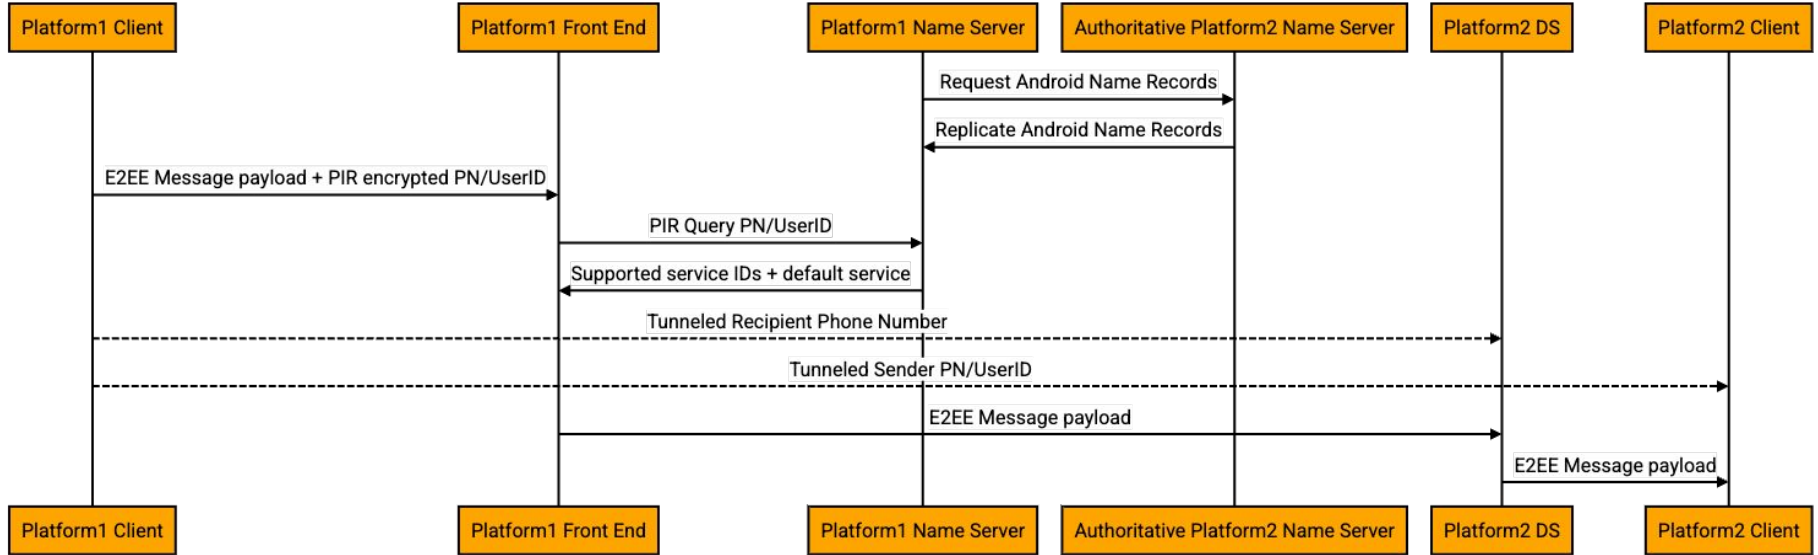 Platform1 Client
Platform1 Front End
Platform1 Name Server
Authoritative Platform2 Name Server
Platform2 DS
Platform2 Client
Request Android Name Records
Replicate Android Name Records
E2EE Message payload + PIR encrypted PN/UserID
PIR Query PN/UserID
Supported service IDs + default service
Tunneled Recipient Phone Number
Tunneled Sender PN/UserID
E2EE Message payload
E2EE Message payload
Platform1 Client
Platform1 Front End
Platform1 Name Server
Authoritative Platform2 Name Server
Platform2 DS
Platform2 Client